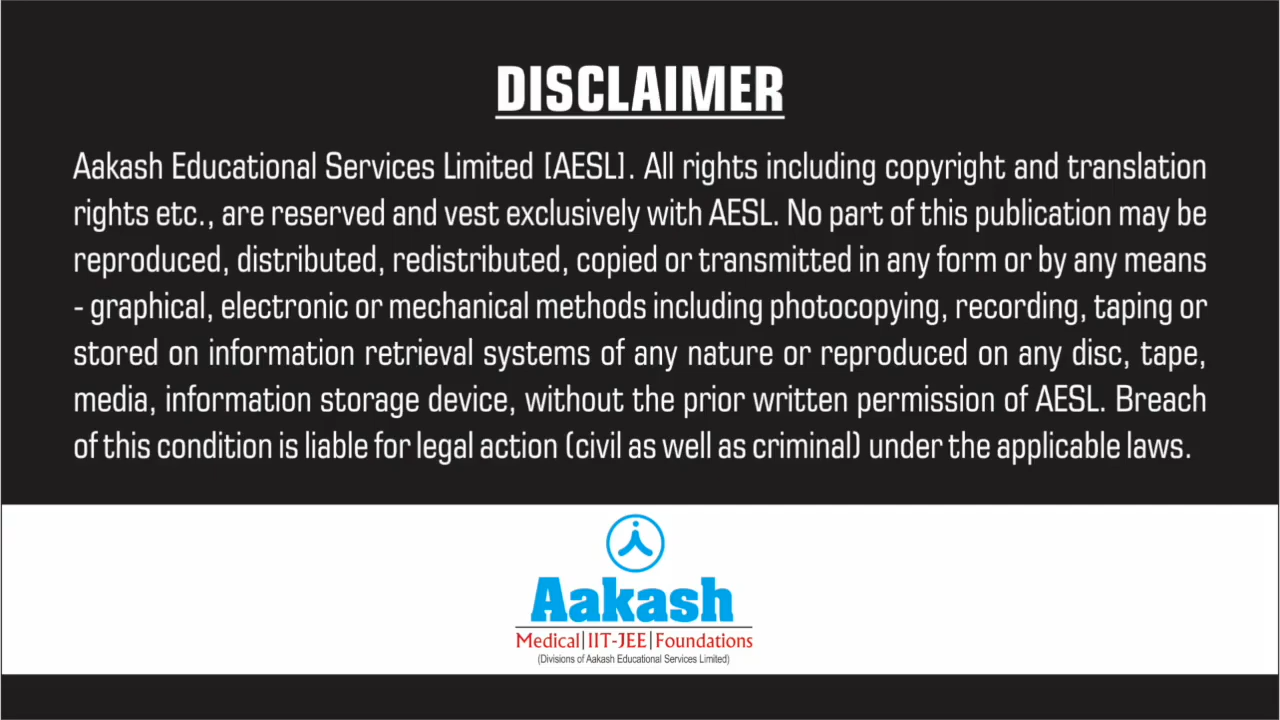 DISCLAIMER
Aakash Educational Services Limited [AESL]. All rights including copyright and translation
rights etc., are reserved and vest exclusively with AESL. No part of this publication may be
reproduced, distributed, redistributed, copied or transmitted in any form or by any means
- graphical, electronic or mechanical methods including photocopying, recording, taping or
stored on information retrieval systems of any nature or reproduced on any disc, tape,
media, information storage device, without the prior written permission of AESL. Breach
of this condition is liable for legal action (civil as well as criminal) under the applicable laws.
Aakash
Medical|IIT-JEE|Foundations
(Divisions of Aakash Educational Services Limited)